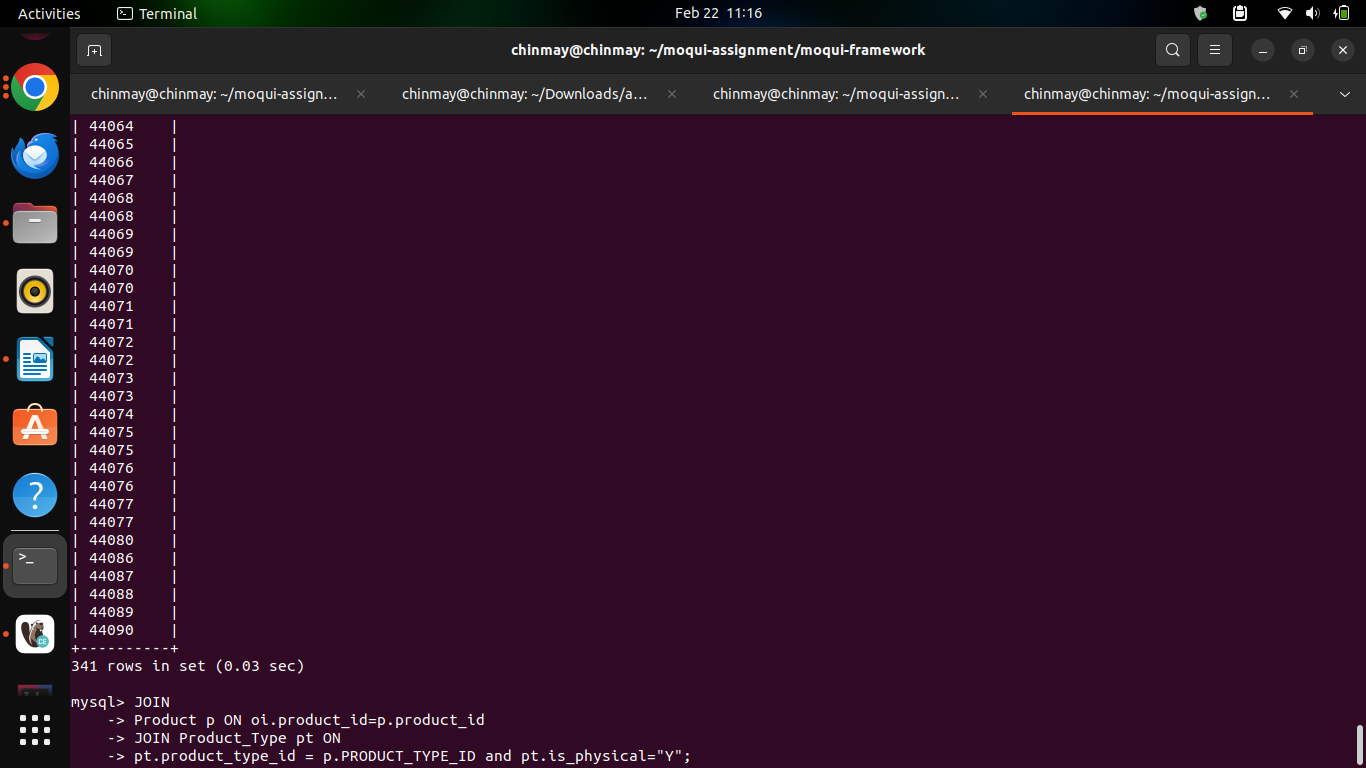 Activities
Terminal
Feb 22 11:16
chinmay@chinmay: ~/moqui-assignment/moqui-framework
chinmay@chinmay: ~/moqui-assign...
chinmay@chinmay: ~/Downloads/a...
chinmay@chinmay: ~/moqui-assign...
chinmay@chinmay: ~/moqui-assign...
| 44064 |
| 44065 |
| 44066 |
| 44067 |
| 44068 |
| 44068 |
| 44069 |
| 44069 |
| 44070 |
| 44070 |
| 44071 |
| 44071 |
| 44072 |
| 44072 |
| 44073 |
| 44073 |
| 44074 |
| 44075 |
| 44075 |
| 44076 |
| 44076 |
| 44077 |
| 44077 |
| 44080 |
| 44086 |
| 44087 |
| 44088 |
| 44089 |
| 44090 |
+----------+
341 rows in set (0.03 sec)
mysql> JOIN
-> Product p ON oi.product_id=p.product_id
-> JOIN Product_Type pt ON
-> pt.product_type_id = p.PRODUCT_TYPE_ID and pt.is_physical="Y";